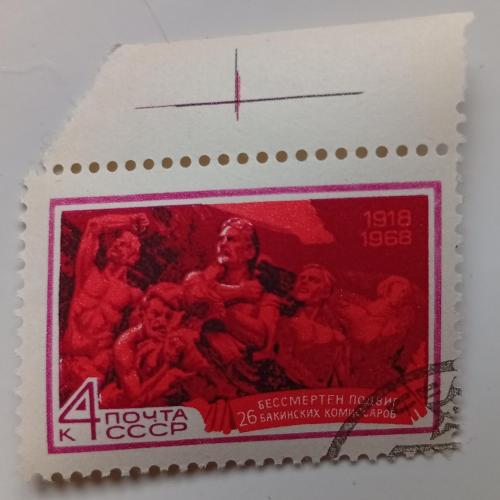 1918
1968
БЕССМЕРТЕН ПОДВИГ
26 БАКИНСКИХ КОМИССАРОВ
4 К
ПОЧТА
СССР